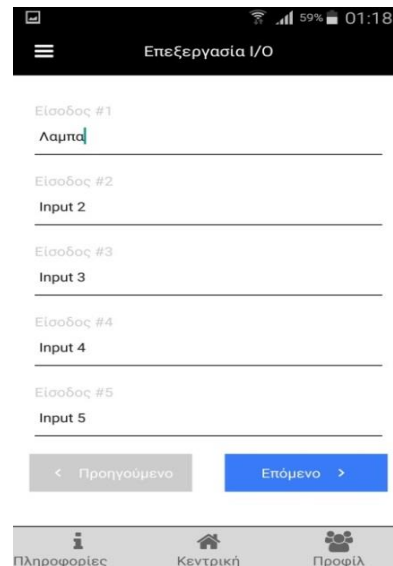 59% 01:18
Επεξεργασία I/O
Είσοδος #1
Λαμπα
Είσοδος #2
Input 2
Είσοδος #3
Input 3
Είσοδος #4
Input 4
Είσοδος #5
Input 5
< Προηγούμενο Επόμενο >
Πληροφορίες Κεντρική Προφίλ